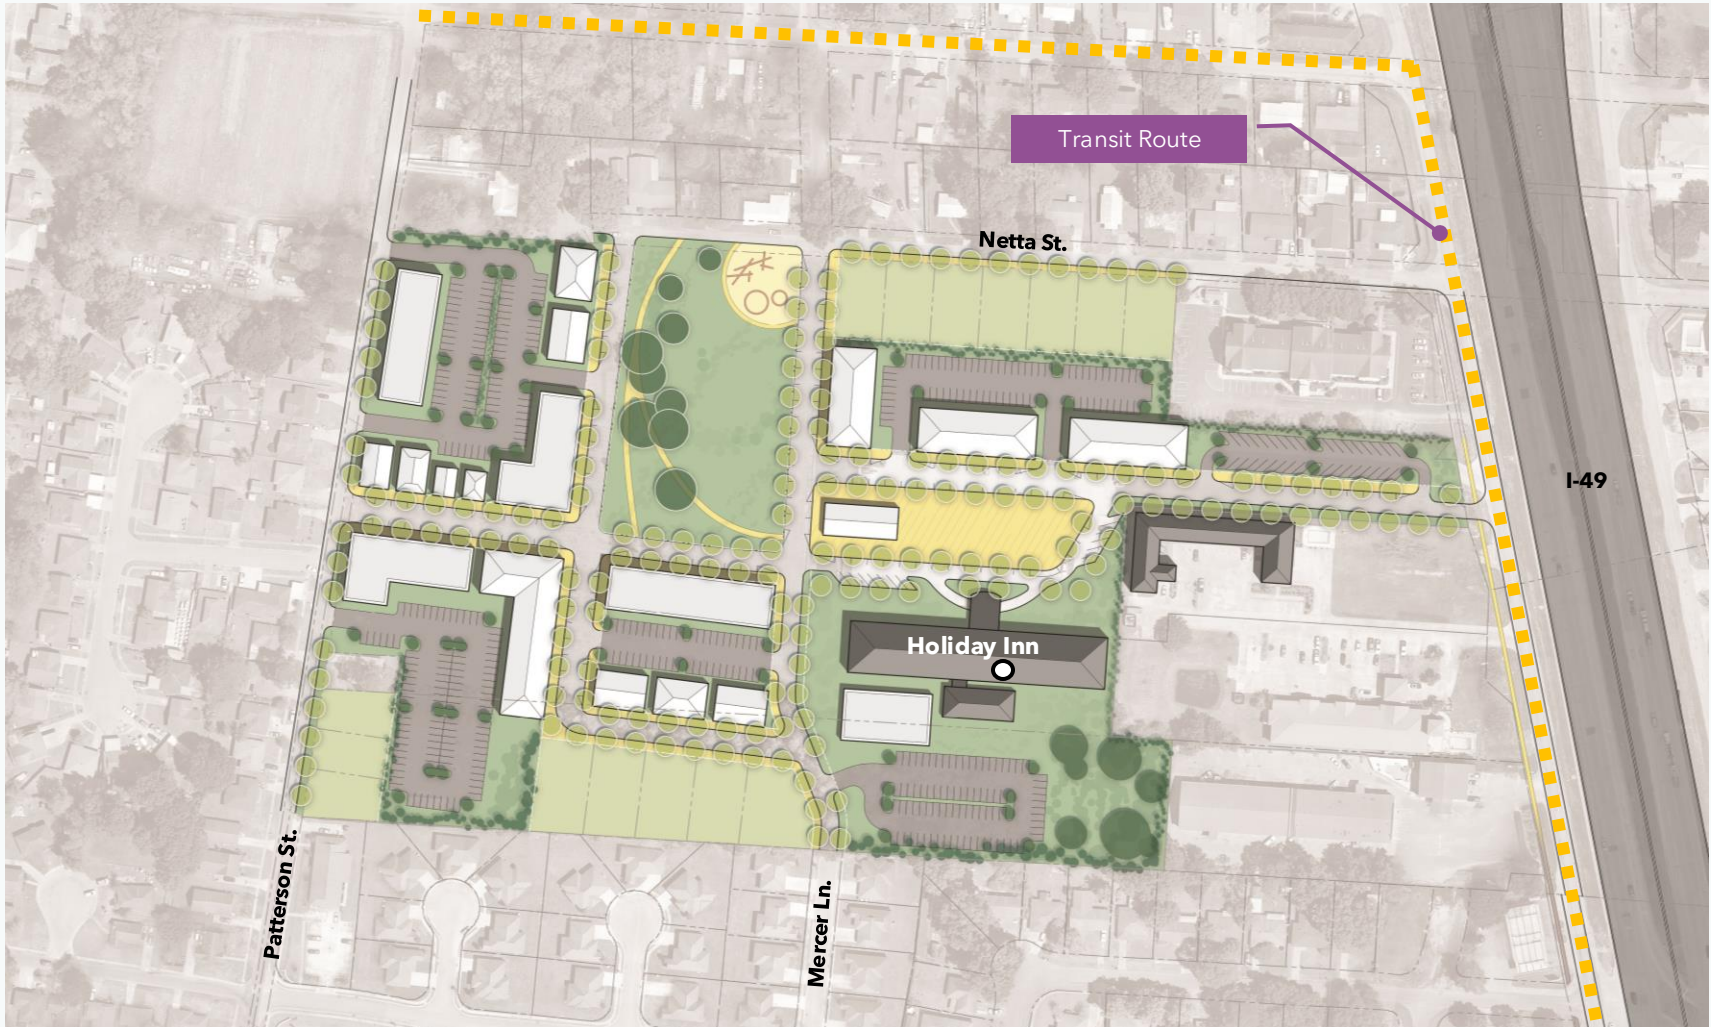 Transit Route
Netta St.
I-49
Holiday Inn
Patterson St.
Mercer Ln.